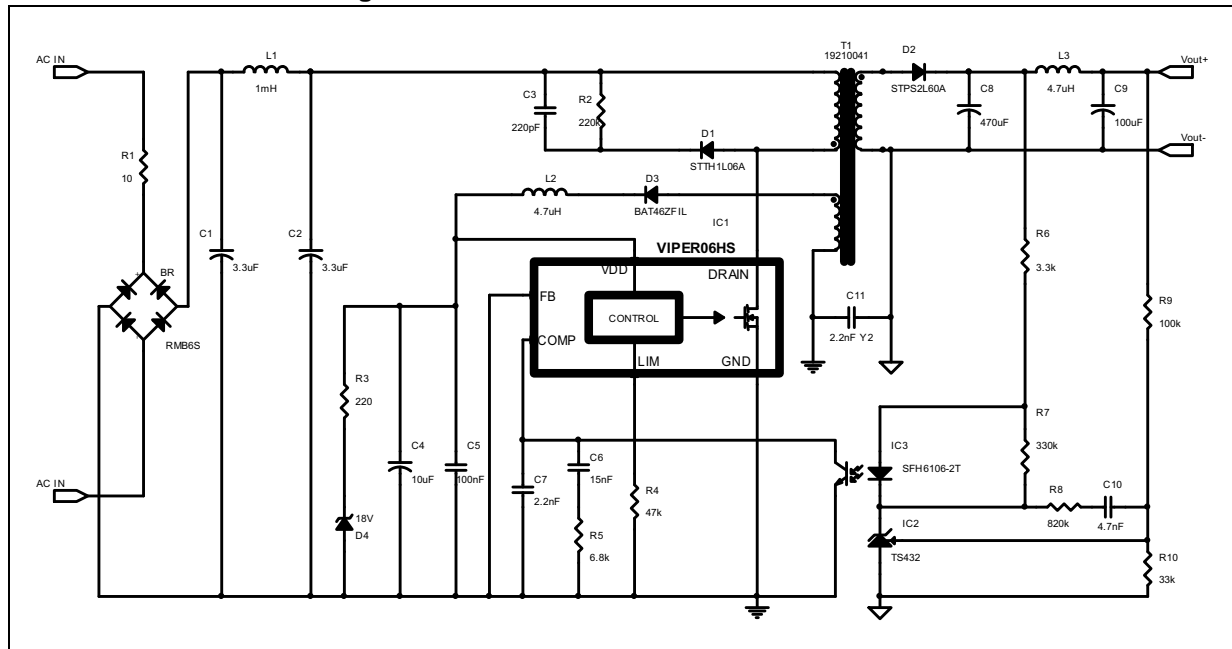 g
AC IN
L1
1mH
T1
19210041
D2
STPS2L60A
L3
4.7uH
Vout+
C3
220pF
R2
220k
C8
470uF
C9
100uF
D1
STTH1L06A
Vout-
R1
10
L2
4.7uH
D3
BAT46ZFIL
IC1
VIPER06HS
C1
3.3uF
C2
3.3uF
R6
3.3k
VDD
DRAIN
BR
+
-
RMB6S
FB
CONTROL
COMP
LIM
GND
C11
2.2nF Y2
R9
100k
R3
220
C4
10uF
C5
100nF
C7
2.2nF
C6
15nF
R4
47k
R5
6.8k
IC3
SFH6106-2T
R7
330k
R8
820k
C10
4.7nF
AC IN
18V
D4
IC2
TS432
R10
33k